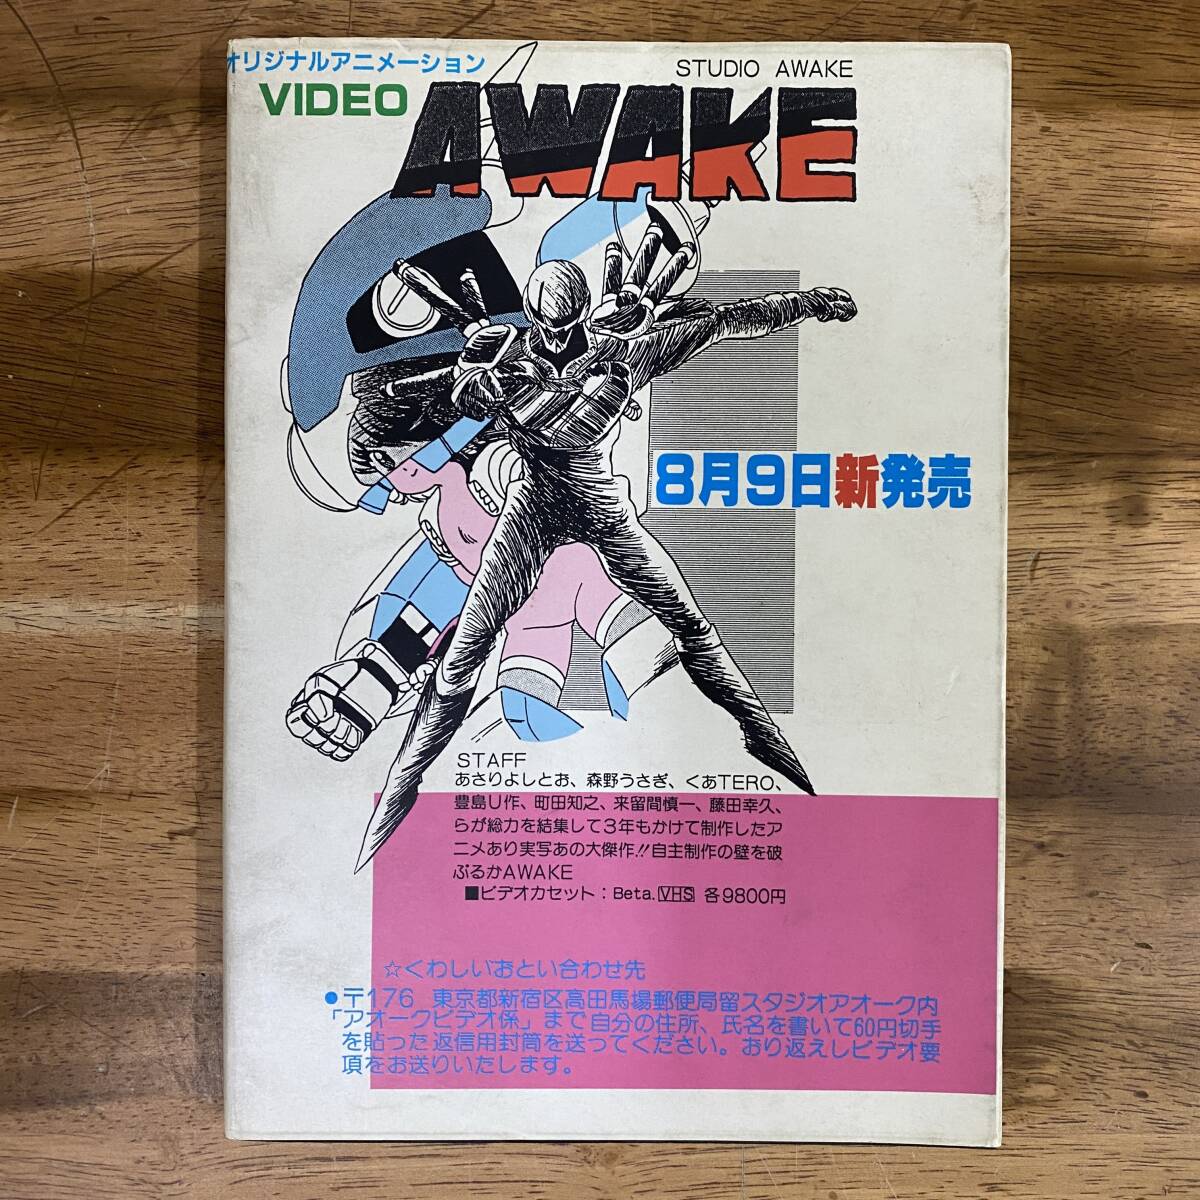 オリジナルアニメーション
STUDIO AWAKE
VIDEO AWAKE
8月9日新発売
STAFF
あさりよしとお、森野うさぎ、くあTERO、
豊島U作、町田知之、来留間慎一、藤田幸久、
らが総力を結集して3年もかけて制作したア
ニメあり実写あの大傑作!!自主制作の壁を破
ぶるかAWAKE
■ビデオカセット：Beta.VHS 各9800円
☆くわしいおとい合わせ先
●〒176 東京都新宿区高田馬場郵便局留スタジオアオーク内
「アオークビデオ係」まで自分の住所、氏名を書いて60円切手
を貼った返信用封筒を送ってください。おり返えしビデオ要
項をお送りいたします。